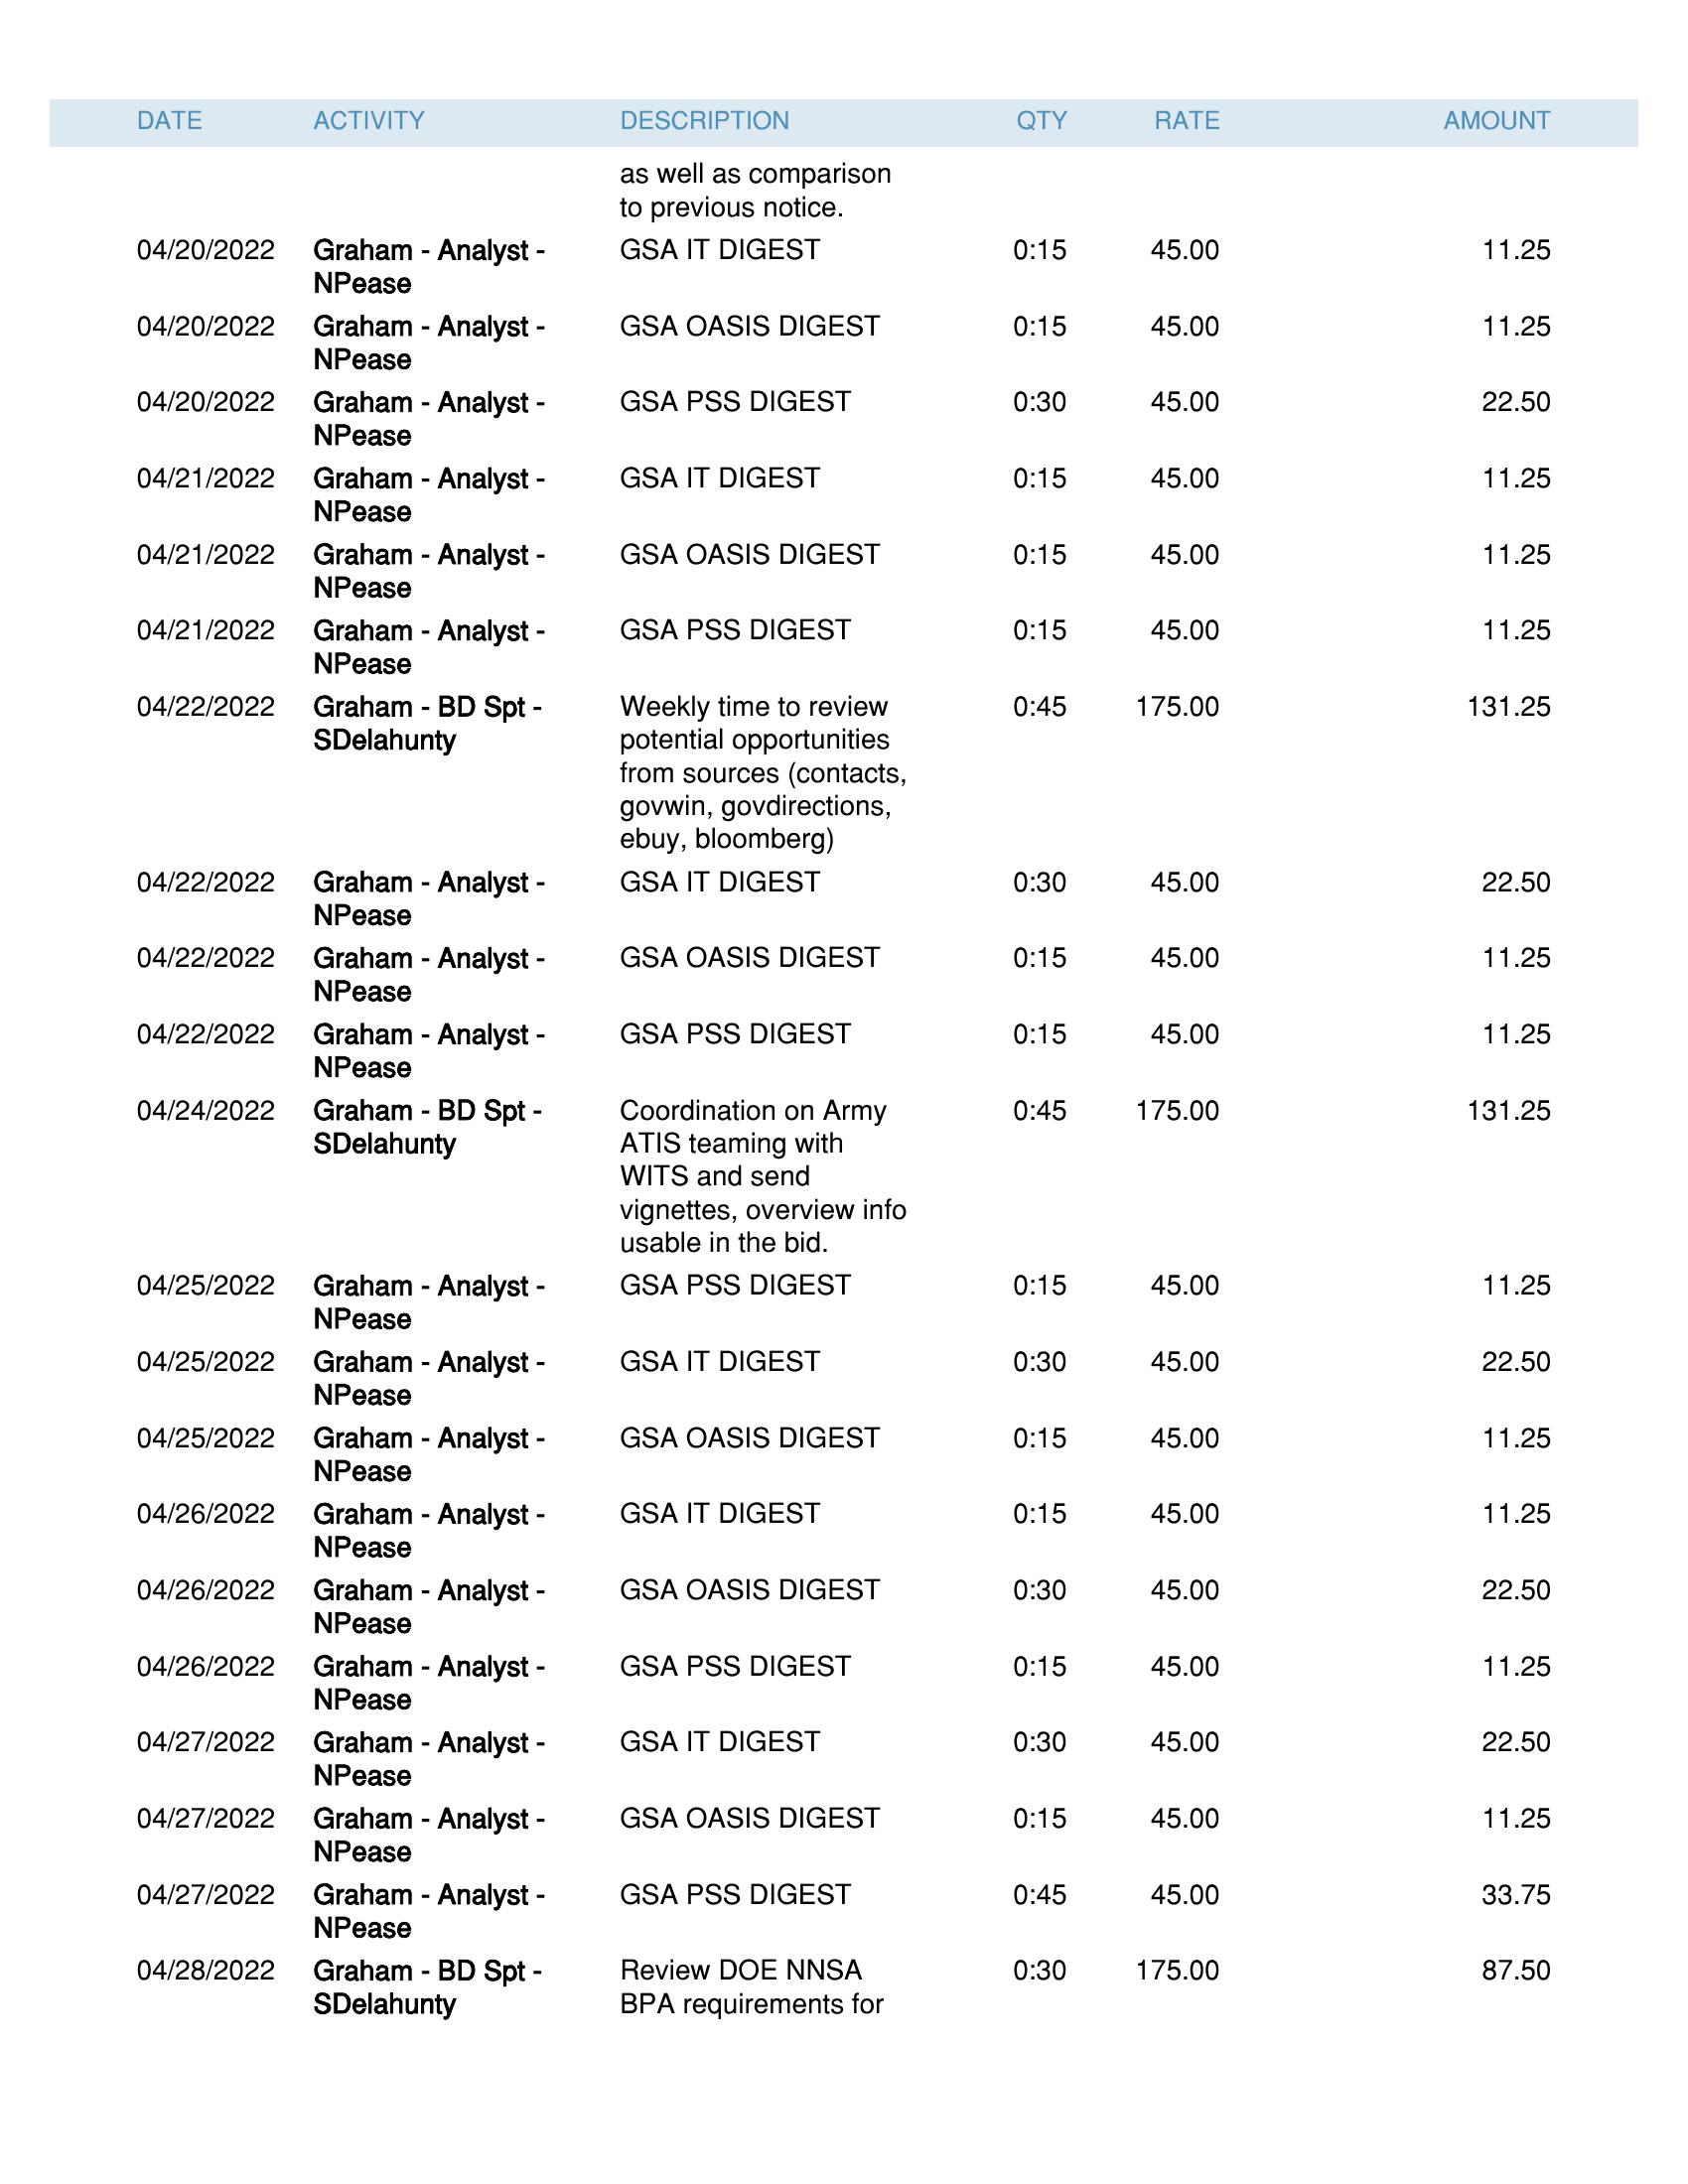 DATE ACTIVITY DESCRIPTION QTY RATE AMOUNT
as well as comparison
to previous notice.
04/20/2022 Graham - Analyst - GSA IT DIGEST 0:15 45.00 11.25
NPease
04/20/2022 Graham - Analyst - GSA OASIS DIGEST 0:15 45.00 11.25
NPease
04/20/2022 Graham - Analyst - GSA PSS DIGEST 0:30 45.00 22.50
NPease
04/21/2022 Graham - Analyst - GSA IT DIGEST 0:15 45.00 11.25
NPease
04/21/2022 Graham - Analyst - GSA OASIS DIGEST 0:15 45.00 11.25
NPease
04/21/2022 Graham - Analyst - GSA PSS DIGEST 0:15 45.00 11.25
NPease
04/22/2022 Graham - BD Spt - Weekly time to review 0:45 175.00 131.25
SDelahunty potential opportunities
from sources (contacts,
govwin, govdirections,
ebuy, bloomberg)
04/22/2022 Graham - Analyst - GSA IT DIGEST 0:30 45.00 22.50
NPease
04/22/2022 Graham - Analyst - GSA OASIS DIGEST 0:15 45.00 11.25
NPease
04/22/2022 Graham - Analyst - GSA PSS DIGEST 0:15 45.00 11.25
NPease
04/24/2022 Graham - BD Spt - Coordination on Army 0:45 175.00 131.25
SDelahunty ATIS teaming with
WITS and send
vignettes, overview info
usable in the bid.
04/25/2022 Graham - Analyst - GSA PSS DIGEST 0:15 45.00 11.25
NPease
04/25/2022 Graham - Analyst - GSA IT DIGEST 0:30 45.00 22.50
NPease
04/25/2022 Graham - Analyst - GSA OASIS DIGEST 0:15 45.00 11.25
NPease
04/26/2022 Graham - Analyst - GSA IT DIGEST 0:15 45.00 11.25
NPease
04/26/2022 Graham - Analyst - GSA OASIS DIGEST 0:30 45.00 22.50
NPease
04/26/2022 Graham - Analyst - GSA PSS DIGEST 0:15 45.00 11.25
NPease
04/27/2022 Graham - Analyst - GSA IT DIGEST 0:30 45.00 22.50
NPease
04/27/2022 Graham - Analyst - GSA OASIS DIGEST 0:15 45.00 11.25
NPease
04/27/2022 Graham - Analyst - GSA PSS DIGEST 0:45 45.00 33.75
NPease
04/28/2022 Graham - BD Spt - Review DOE NNSA 0:30 175.00 87.50
SDelahunty BPA requirements for